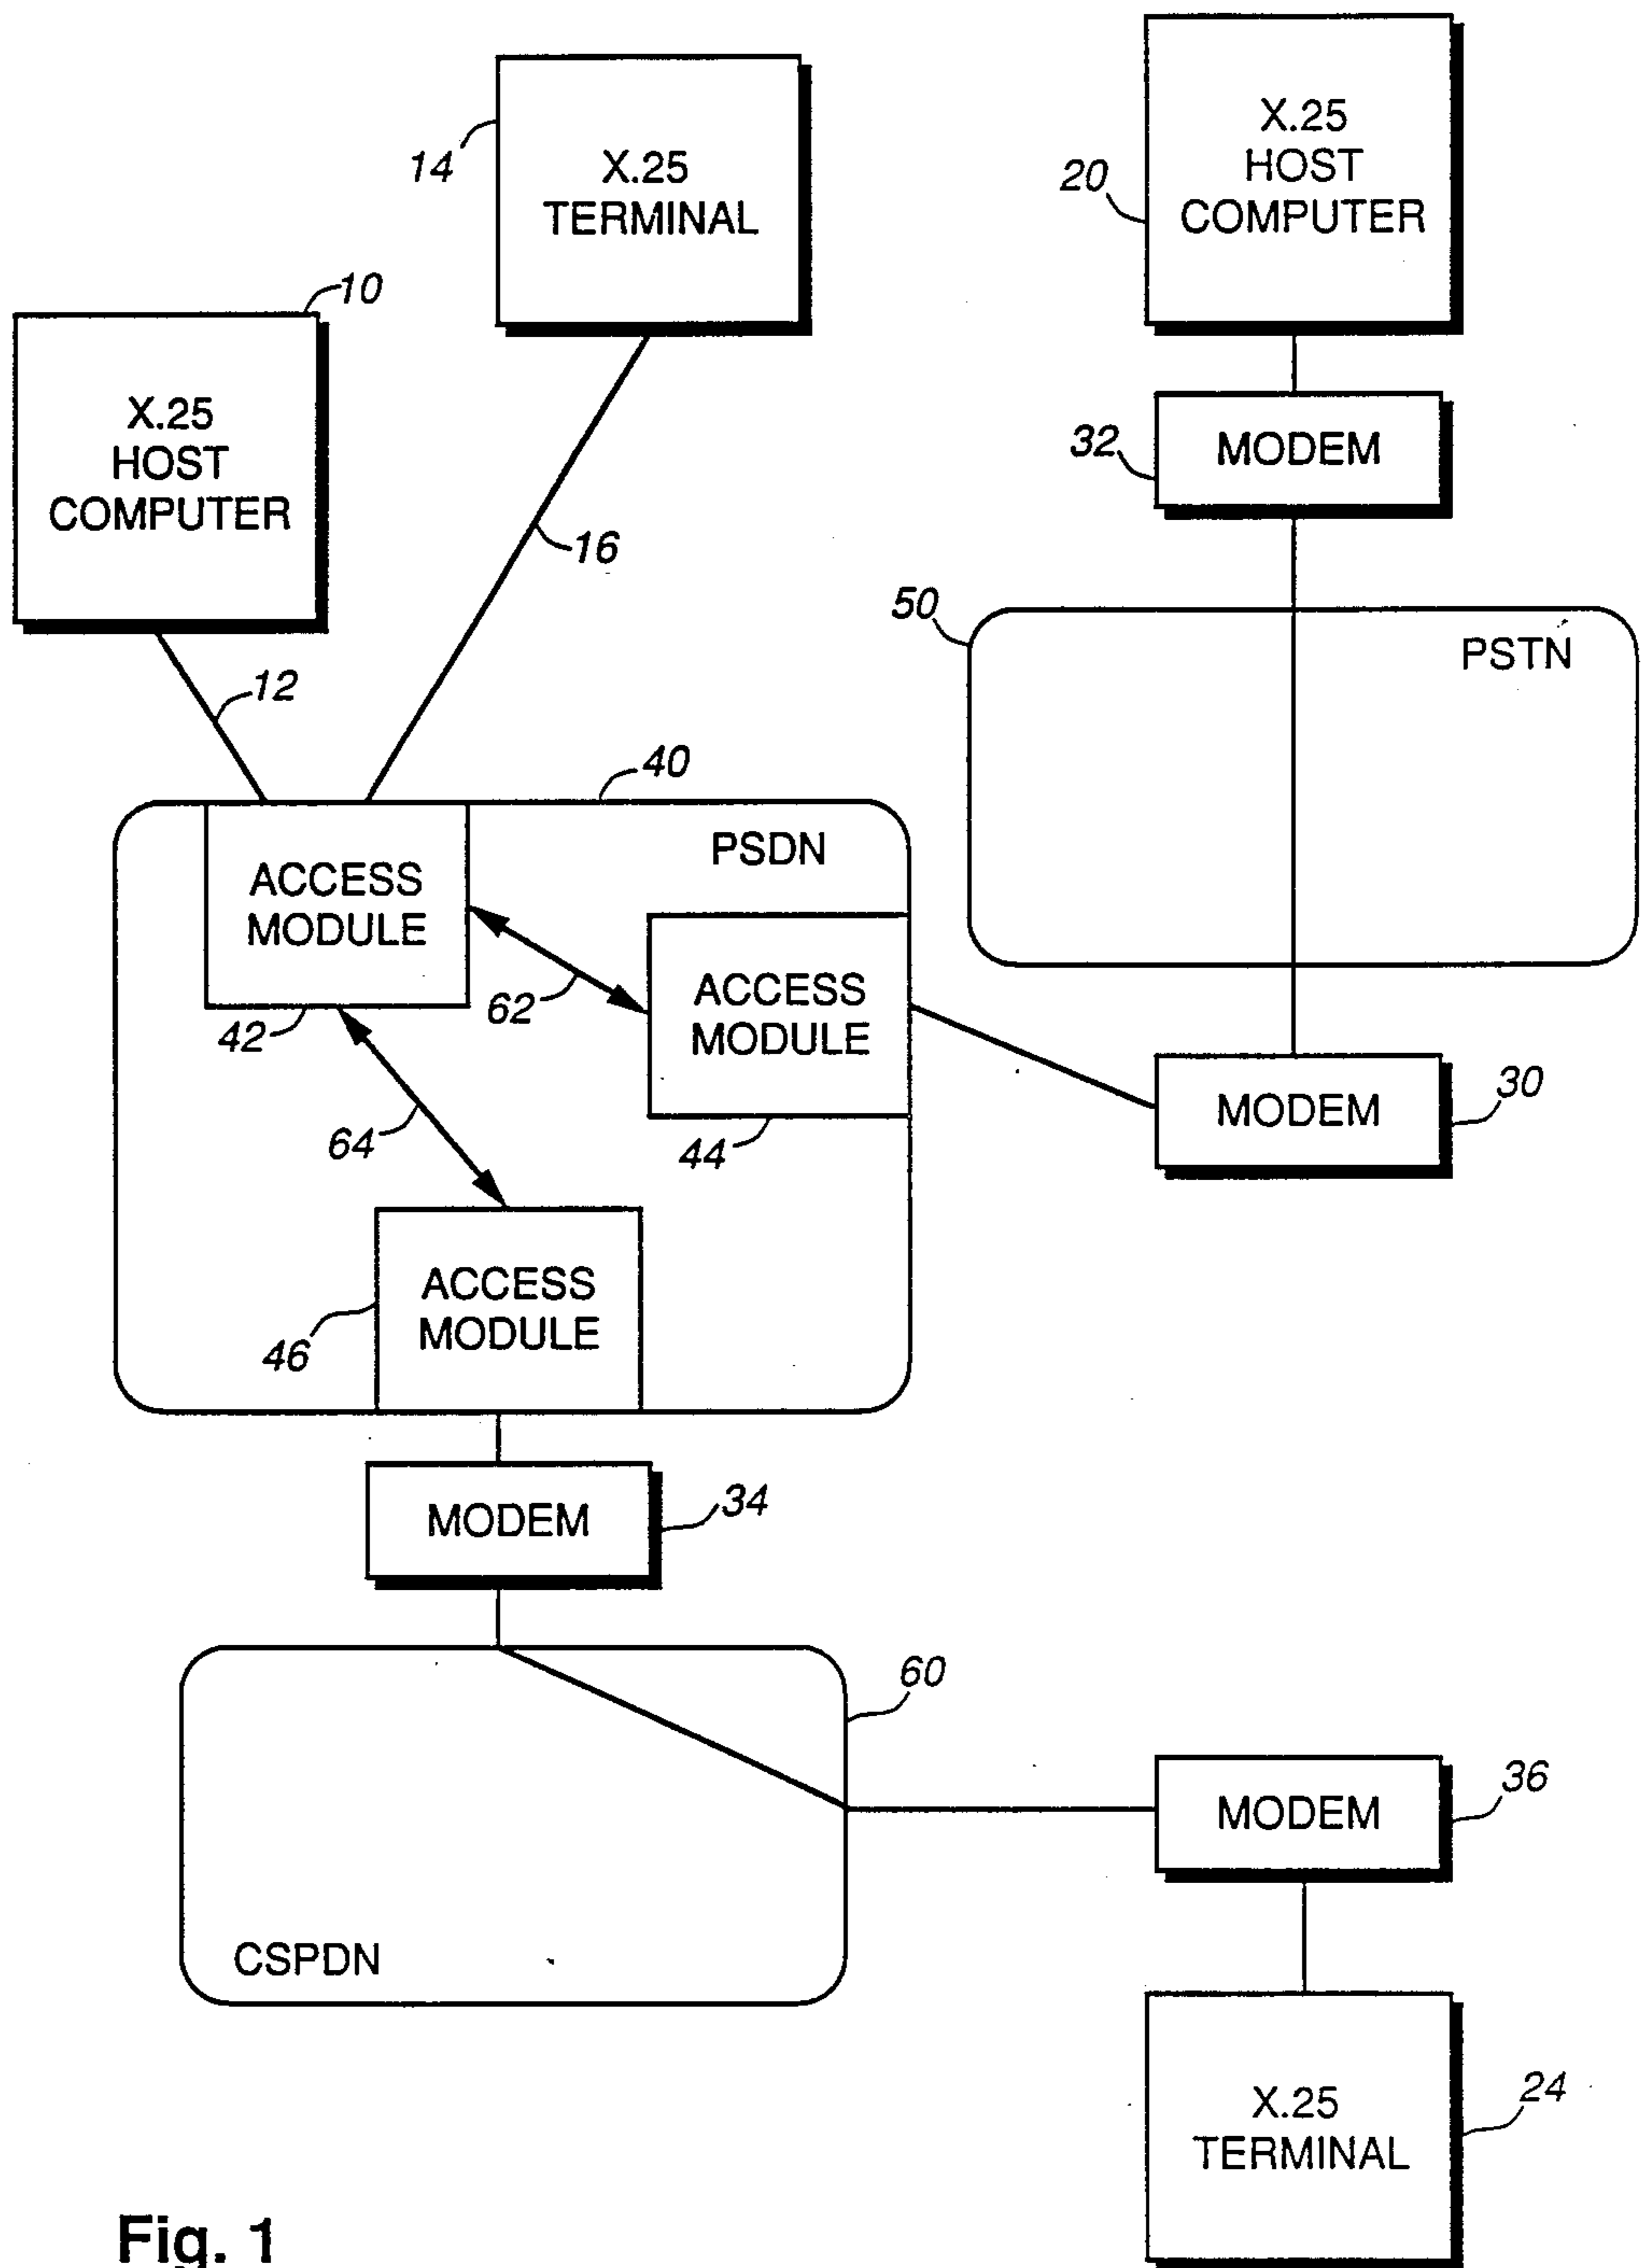 X.25
HOST
COMPUTER
20
14
X.25
TERMINAL
10
X.25
HOST
COMPUTER
32
MODEM
16
12
50
PSTN
40
PSDN
ACCESS
MODULE
42
62
ACCESS
MODULE
44
MODEM
30
64
ACCESS
MODULE
46
MODEM
34
60
CSPDN
MODEM
36
X.25
TERMINAL
24
Fig. 1